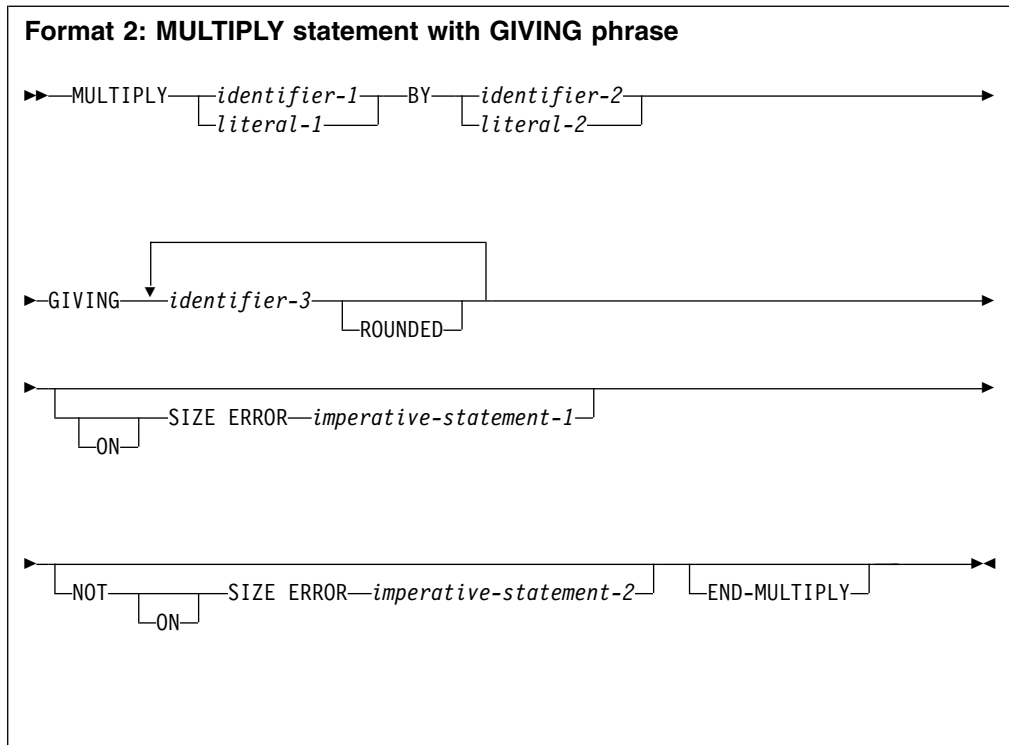 Format 2: MULTIPLY statement with GIVING phrase
MULTIPLY identifier-1 BY identifier-2
literal-1 literal-2
GIVING identifier-3
ROUNDED
SIZE ERROR imperative-statement-1
ON
NOT SIZE ERROR imperative-statement-2 END-MULTIPLY
ON